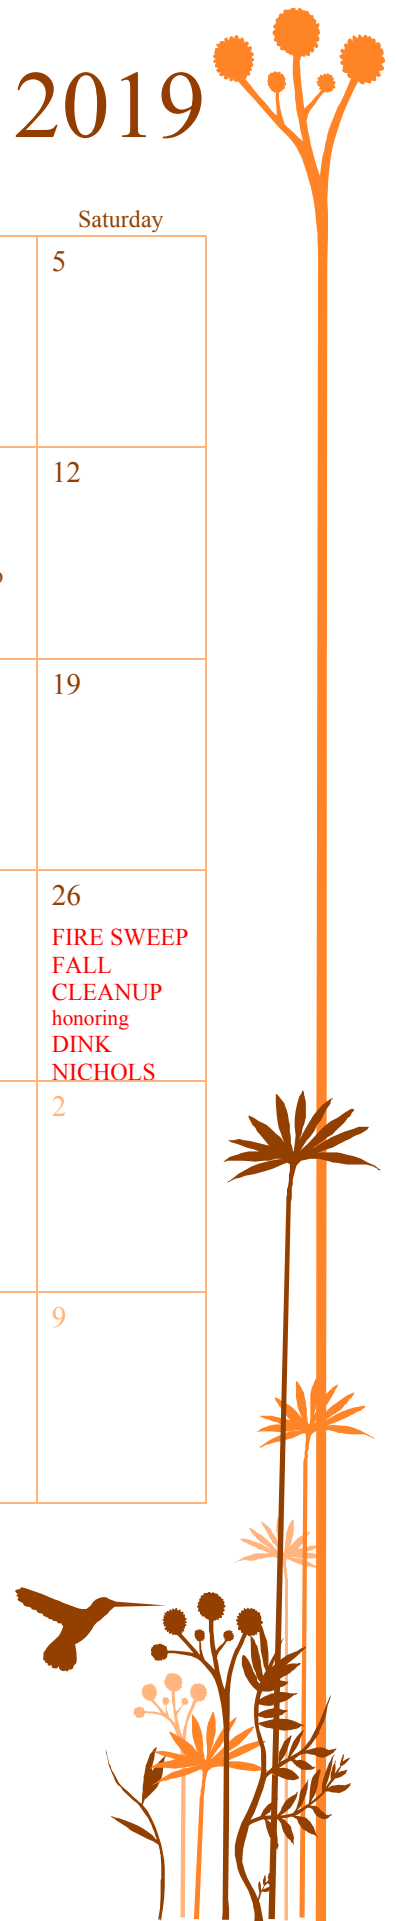 2019
Saturday
5
12
19
26
FIRE SWEEP
FALL
CLEANUP
honoring
DINK
NICHOLS
2
9